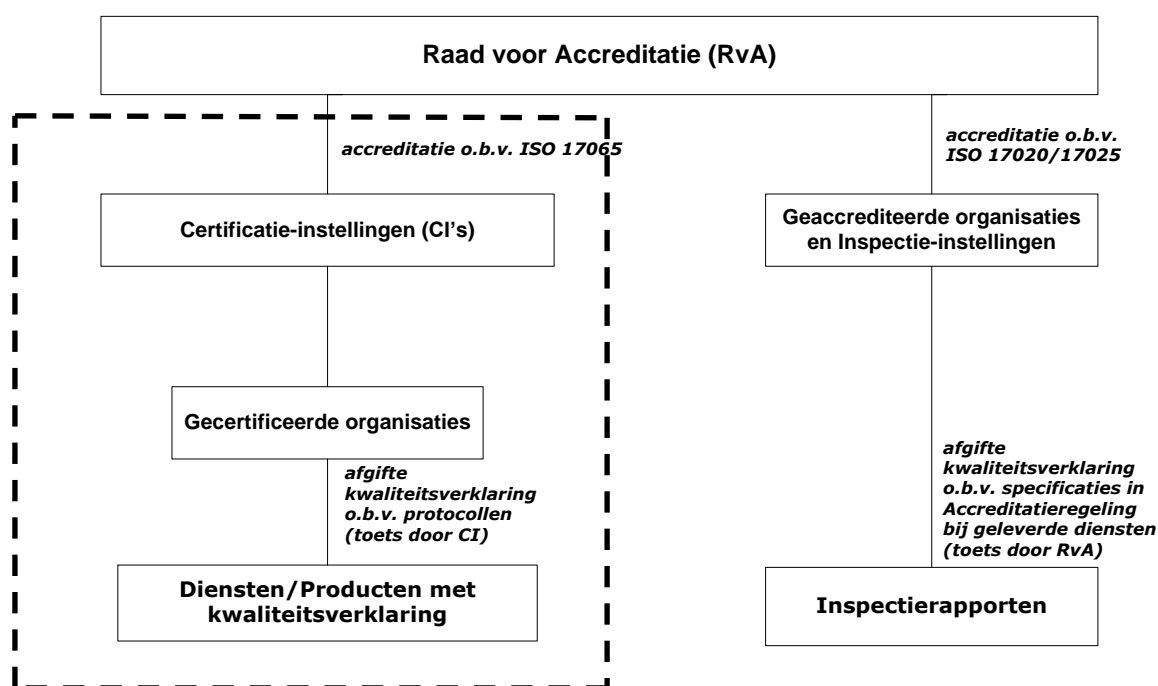 Raad voor Accreditatie (RvA)
accreditatie o.b.v. ISO 17065
Certificatie-instellingen (CI's)
Gecertificeerde organisaties
afgifte
kwaliteitsverklaring
o.b.v. protocollen
(toets door CI)
Diensten/Producten met
kwaliteitsverklaring
accreditatie o.b.v.
ISO 17020/17025
Geaccrediteerde organisaties
en Inspectie-instellingen
afgifte
kwaliteitsverklaring
o.b.v. specificaties in
Accreditatieregeling
bij geleverde diensten
(toets door RvA)
Inspectierapporten